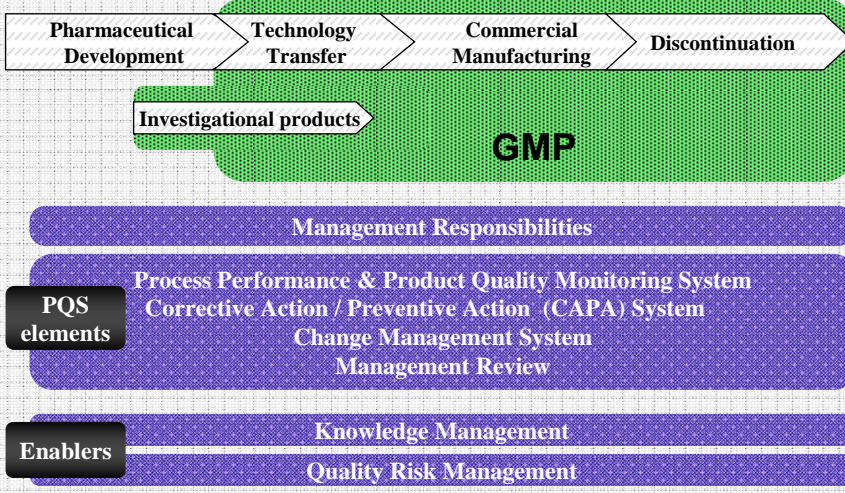 Pharmaceutical
Development
Technology
Transfer
Commercial
Manufacturing
Discontinuation
Investigational products
GMP
Management Responsibilities
PQS
elements
Process Performance & Product Quality Monitoring System
Corrective Action / Preventive Action (CAPA) System
Change Management System
Management Review
Enablers
Knowledge Management
Quality Risk Management